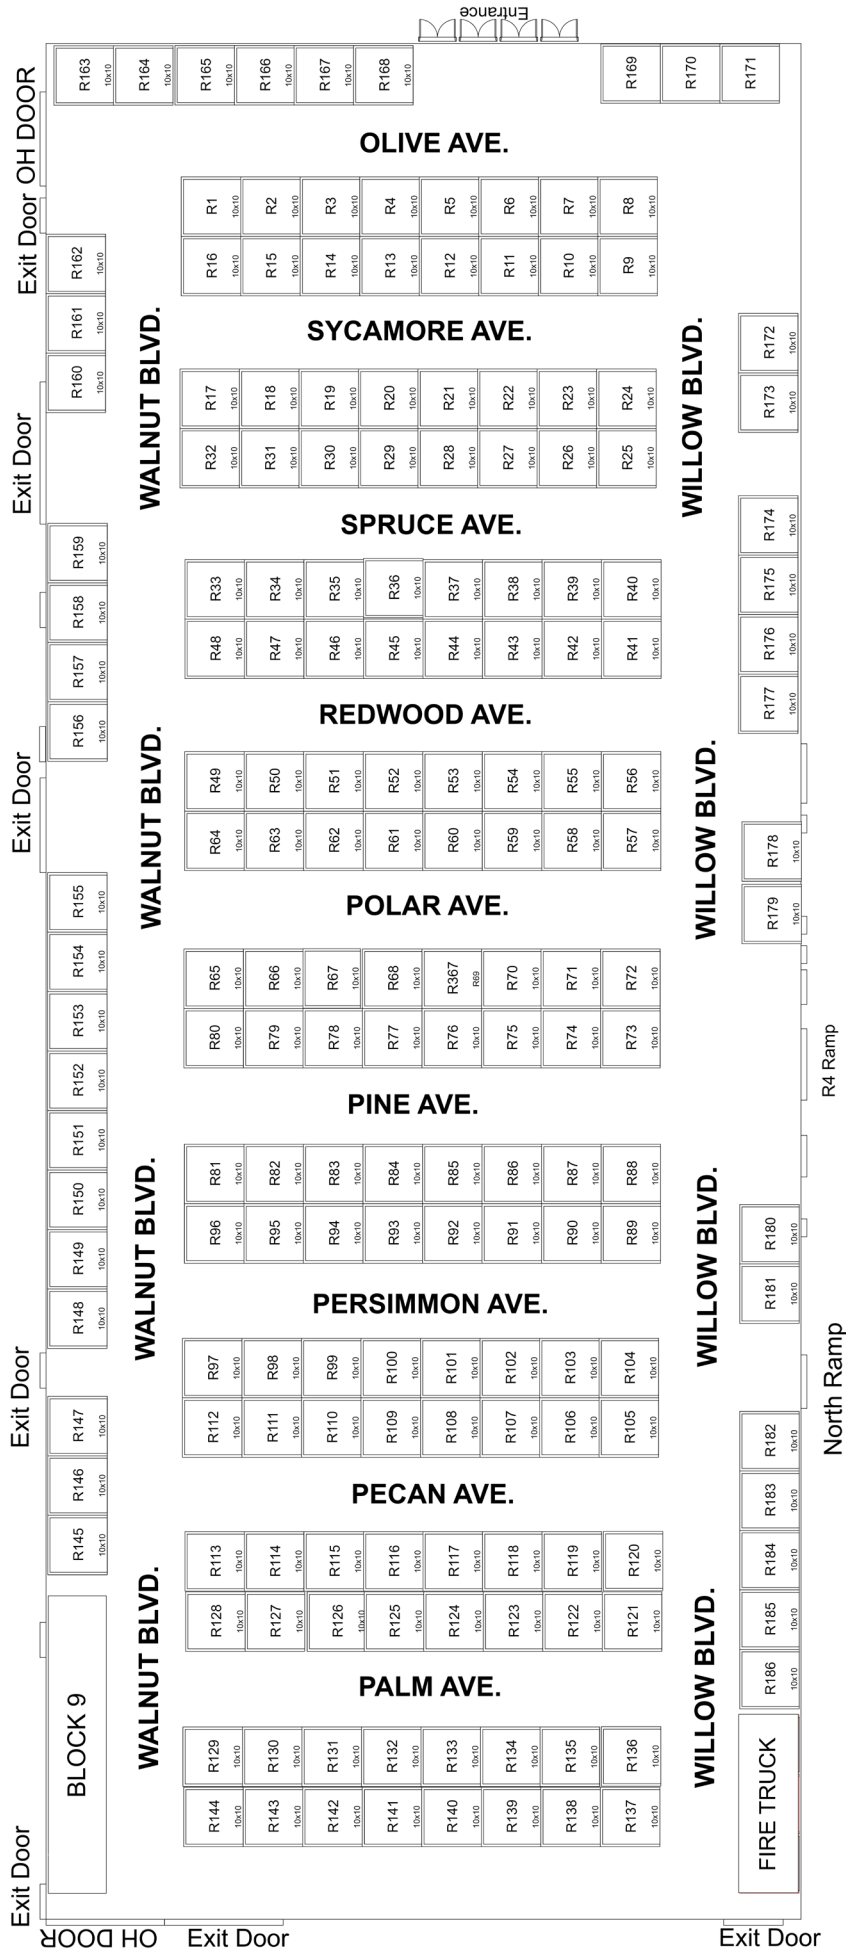 Entrance
OH DOOR
R163 10x10
R164 10x10
R165 10x10
R166 10x10
R167 10x10
R168 10x10
R169
R170
R171
OLIVE AVE.
Exit Door
R1 10x10
R2 10x10
R3 10x10
R4 10x10
R5 10x10
R6 10x10
R7 10x10
R8 10x10
R16 10x10
R15 10x10
R14 10x10
R13 10x10
R12 10x10
R11 10x10
R10 10x10
R9 10x10
R162 10x10
R161 10x10
R160 10x10
SYCAMORE AVE.
WALNUT BLVD.
WILLOW BLVD.
R172 10x10
R173 10x10
R17 10x10
R18 10x10
R19 10x10
R20 10x10
R21 10x10
R22 10x10
R23 10x10
R24 10x10
R32 10x10
R31 10x10
R30 10x10
R29 10x10
R28 10x10
R27 10x10
R26 10x10
R25 10x10
Exit Door
SPRUCE AVE.
R159 10x10
R158 10x10
R157 10x10
R156 10x10
R174 10x10
R175 10x10
R176 10x10
R177 10x10
R33 10x10
R34 10x10
R35 10x10
R36 10x10
R37 10x10
R38 10x10
R39 10x10
R40 10x10
R48 10x10
R47 10x10
R46 10x10
R45 10x10
R44 10x10
R43 10x10
R42 10x10
R41 10x10
REDWOOD AVE.
Exit Door
WALNUT BLVD.
WILLOW BLVD.
R49 10x10
R50 10x10
R51 10x10
R52 10x10
R53 10x10
R54 10x10
R55 10x10
R56 10x10
R64 10x10
R63 10x10
R62 10x10
R61 10x10
R60 10x10
R59 10x10
R58 10x10
R57 10x10
R178 10x10
R179 10x10
POLAR AVE.
R155 10x10
R154 10x10
R153 10x10
R152 10x10
R151 10x10
R150 10x10
R149 10x10
R148 10x10
R65 10x10
R66 10x10
R67 10x10
R68 10x10
R367 R69
R70 10x10
R71 10x10
R72 10x10
R80 10x10
R79 10x10
R78 10x10
R77 10x10
R76 10x10
R75 10x10
R74 10x10
R73 10x10
R4 Ramp
PINE AVE.
WALNUT BLVD.
WILLOW BLVD.
R81 10x10
R82 10x10
R83 10x10
R84 10x10
R85 10x10
R86 10x10
R87 10x10
R88 10x10
R96 10x10
R95 10x10
R94 10x10
R93 10x10
R92 10x10
R91 10x10
R90 10x10
R89 10x10
R180 10x10
R181 10x10
PERSIMMON AVE.
Exit Door
North Ramp
R97 10x10
R98 10x10
R99 10x10
R100 10x10
R101 10x10
R102 10x10
R103 10x10
R104 10x10
R112 10x10
R111 10x10
R110 10x10
R109 10x10
R108 10x10
R107 10x10
R106 10x10
R105 10x10
R147 10x10
R146 10x10
R145 10x10
R182 10x10
R183 10x10
R184 10x10
R185 10x10
R186 10x10
PECAN AVE.
WALNUT BLVD.
WILLOW BLVD.
R113 10x10
R114 10x10
R115 10x10
R116 10x10
R117 10x10
R118 10x10
R119 10x10
R120 10x10
R128 10x10
R127 10x10
R126 10x10
R125 10x10
R124 10x10
R123 10x10
R122 10x10
R121 10x10
PALM AVE.
BLOCK 9
R129 10x10
R130 10x10
R131 10x10
R132 10x10
R133 10x10
R134 10x10
R135 10x10
R136 10x10
R144 10x10
R143 10x10
R142 10x10
R141 10x10
R140 10x10
R139 10x10
R138 10x10
R137 10x10
FIRE TRUCK
Exit Door
OH DOOR
Exit Door
Exit Door